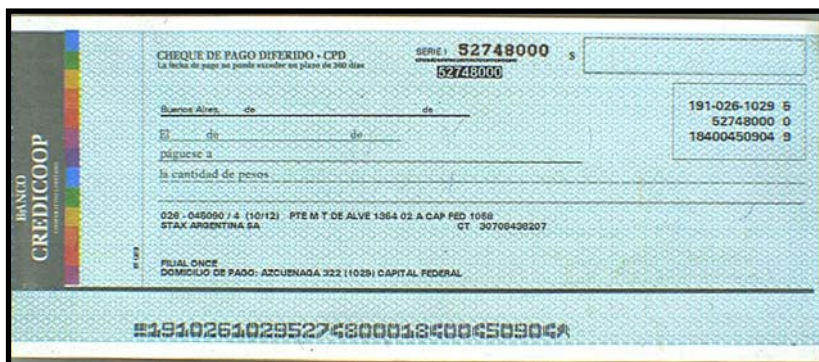 BANCO
CREDICOOP
CHEQUE DE PAGO DIFERIDO - CPD
La fecha de pago no puede exceder un plazo de 360 días
SERIE I 52748000 $
52748000
191-026-1029 5
52748000 0
18400450904 9
Buenos Aires, de de
El de de
páguese a
la cantidad de pesos
026 - 045090 / 4 (10/12) PTE M T DE ALVE 1354 02 A CAP FED 1058
STAX ARGENTINA SA CT 30708438207
FILIAL ONCE
DOMICILIO DE PAGO: AZCUENAGA 322 (1029) CAPITAL FEDERAL
19102610295274800018400450904